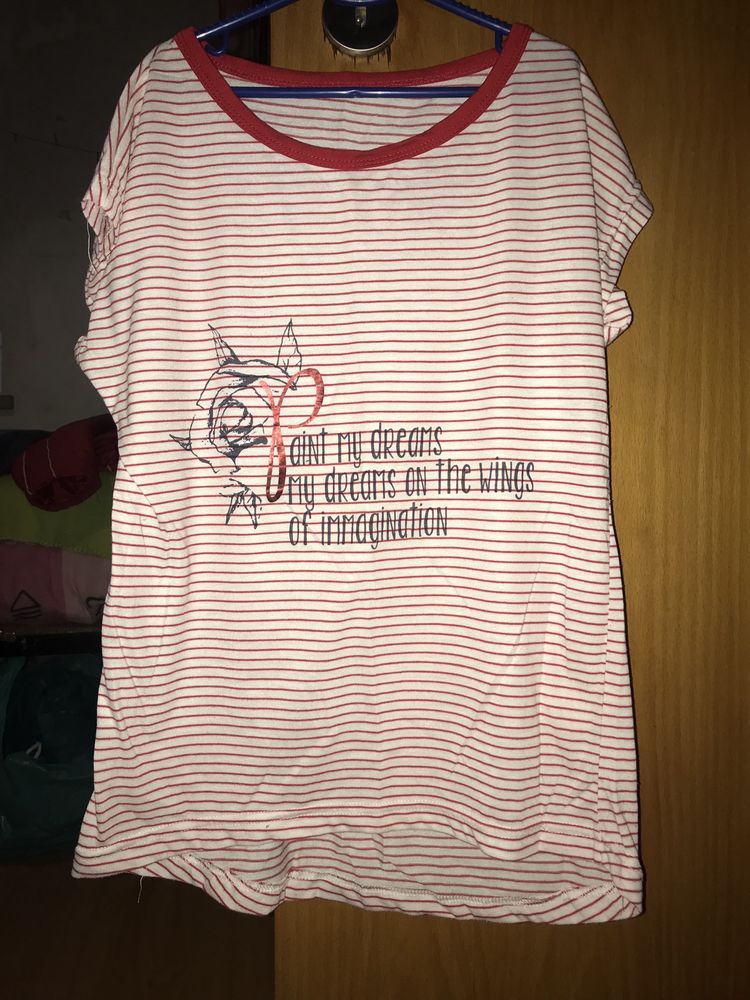 Paint my dreams
my dreams on the wings
of immagination